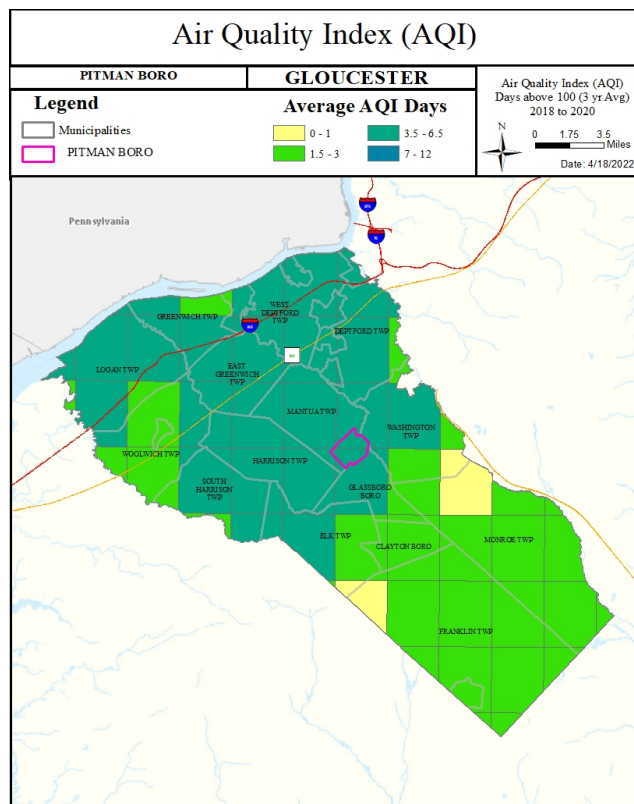 Air Quality Index (AQI)
PITMAN BORO
GLOUCESTER
Legend
Municipalities
PITMAN BORO
Average AQI Days
0 - 1
3.5 - 6.5
1.5 - 3
7 - 12
Air Quality Index (AQI)
Days above 100 (3 yr Avg)
2018 to 2020
N
0 1.75 3.5
Miles
Date: 4/18/2022
Pennsylvania
WEST
DEPTFORD
TWP
GREENWICH TWP
DEPTFORD TWP
LOGAN TWP
EAST
GREENWICH
TWP
MANTUA TWP
WASHINGTON
TWP
WOOLWICH TWP
HARRISON TWP
SOUTH
HARRISON
TWP
GLASSBORO
BORO
ELK TWP
CLAYTON BORO
MONROE TWP
FRANKLIN TWP